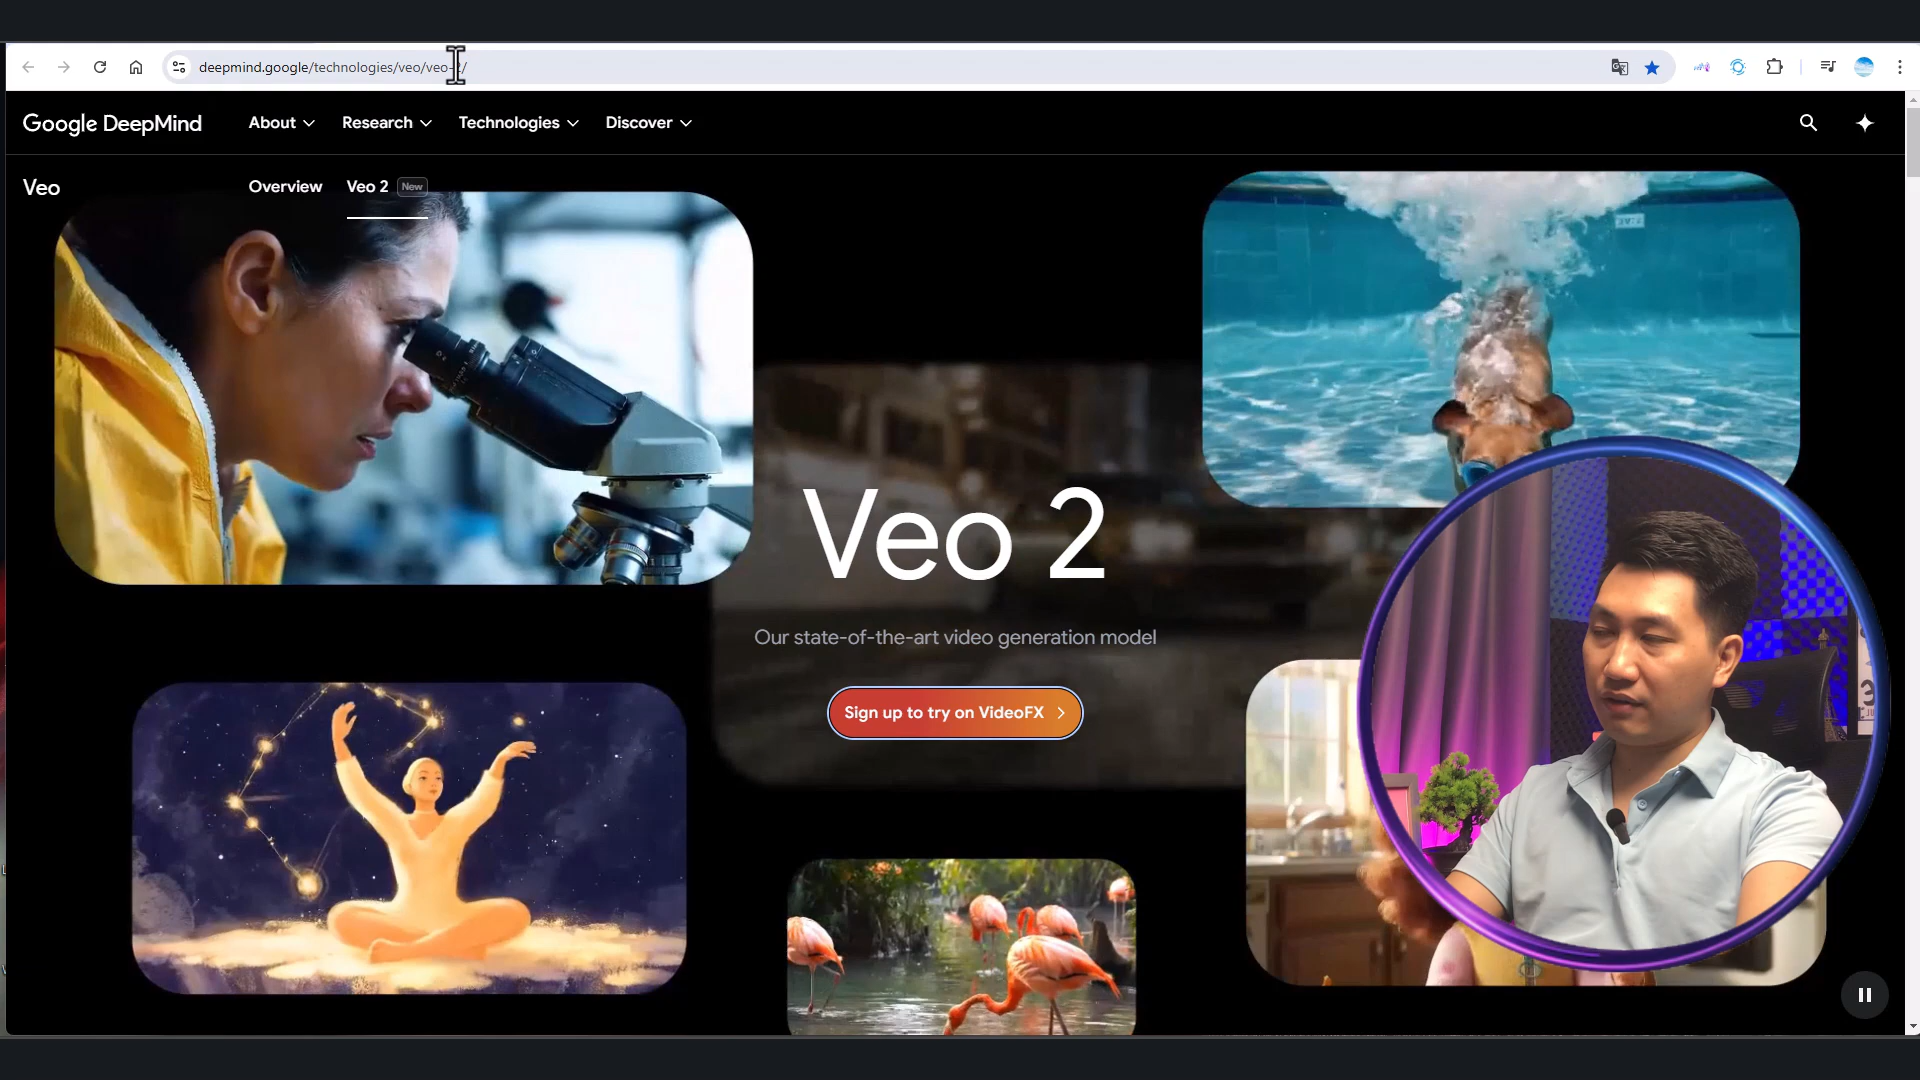 deepmind.google/technologies/veo/veo-2/
Google DeepMind
About
Research
Technologies
Discover
Veo
Overview
Veo 2
New
Veo 2
Our state-of-the-art video generation model
Sign up to try on VideoFX